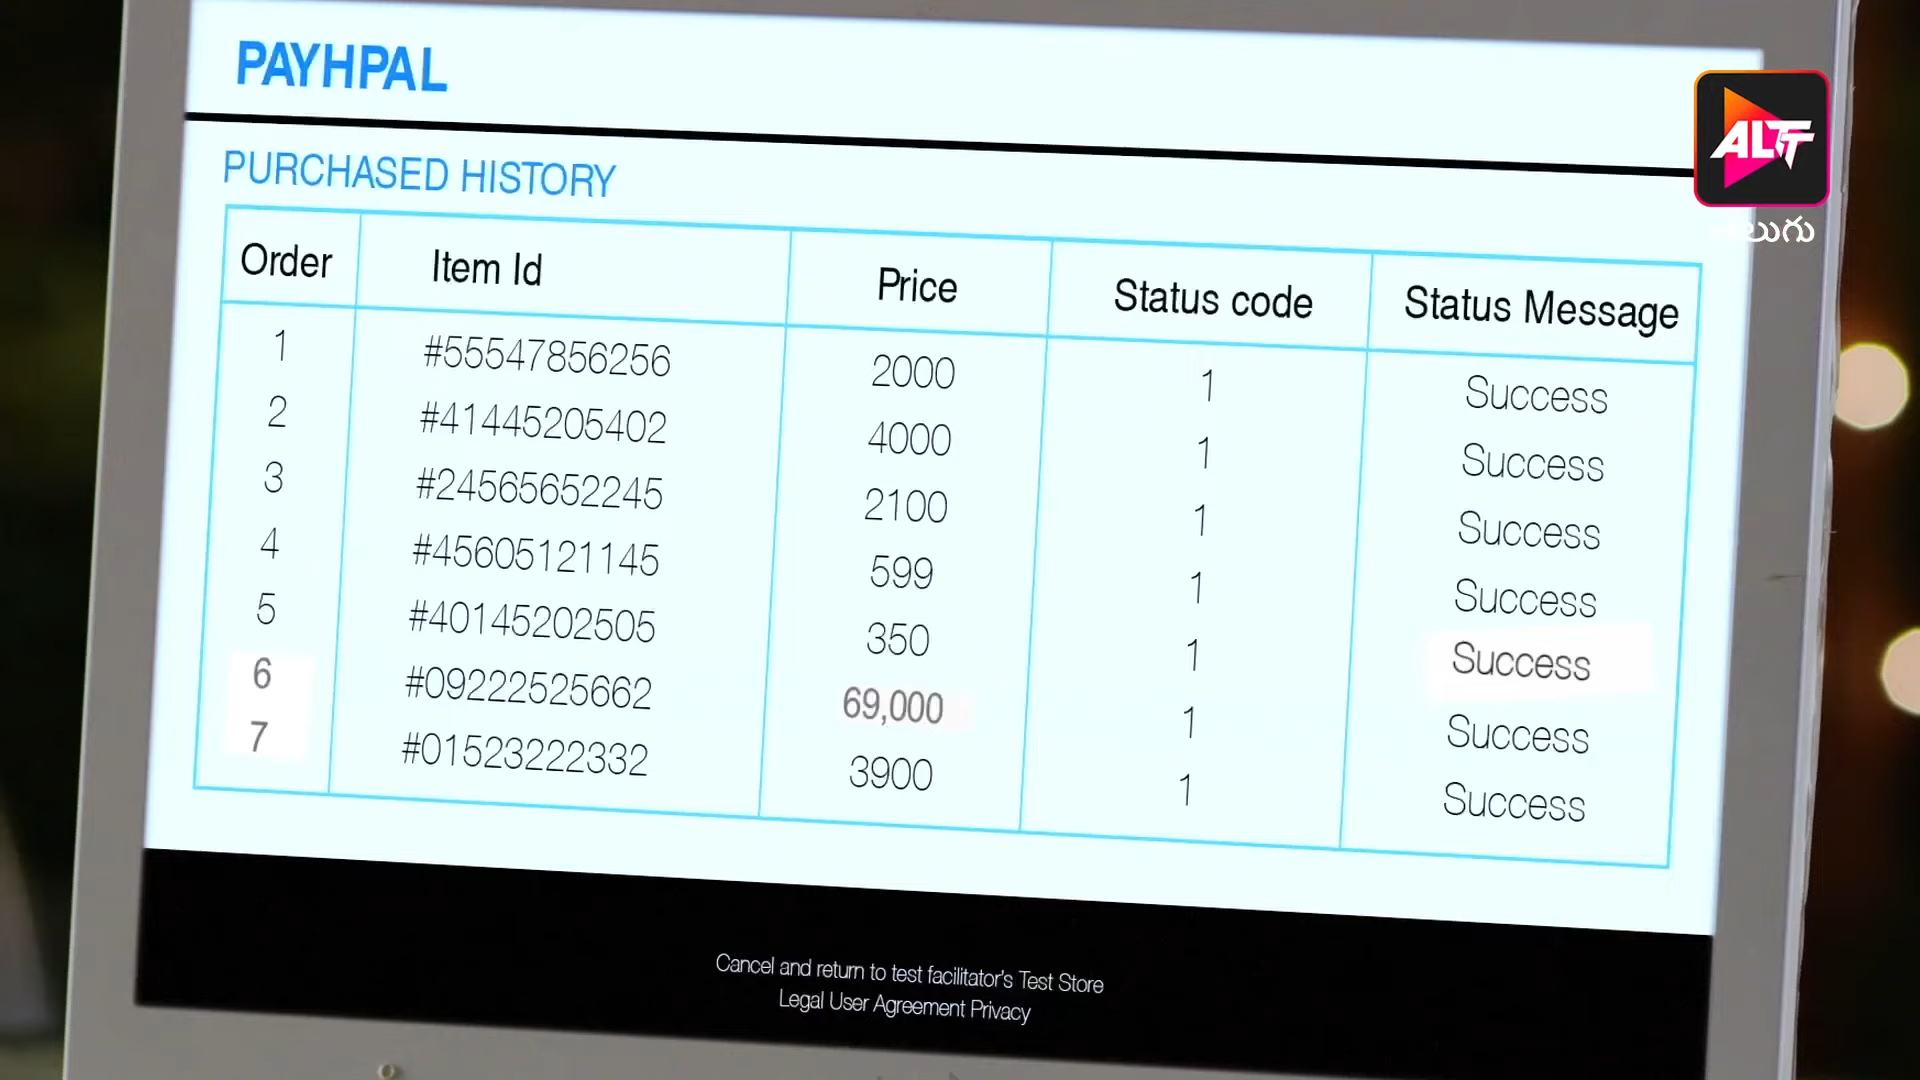 PAYHPAL
PURCHASED HISTORY
Order Item Id Price Status code Status Message
1 #55547856256 2000 1 Success
2 #41445205402 4000 1 Success
3 #24565652245 2100 1 Success
4 #45605121145 599 1 Success
5 #40145202505 350 1 Success
6 #09222525662 69,000 1 Success
7 #01523222332 3900 1 Success
Cancel and return to test facilitator's Test Store
Legal User Agreement Privacy
ALTT
తెలుగు